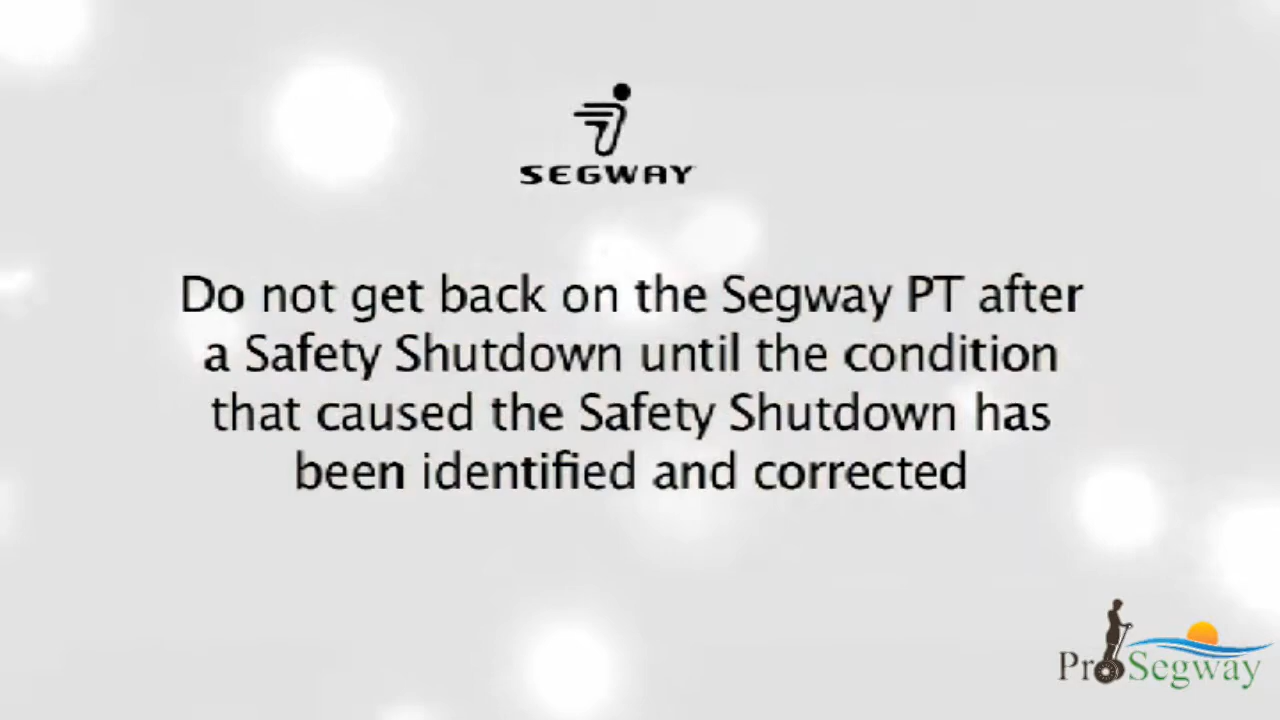 SEGWAY
Do not get back on the Segway PT after
a Safety Shutdown until the condition
that caused the Safety Shutdown has
been identified and corrected
ProSegway